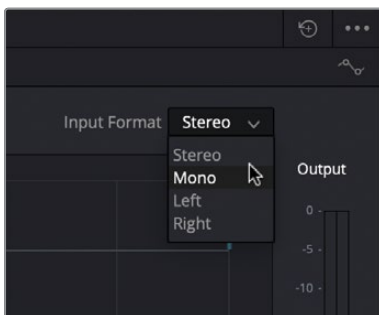 Input Format Stereo
Stereo
Mono
Left
Right
Output
0
-5
-10